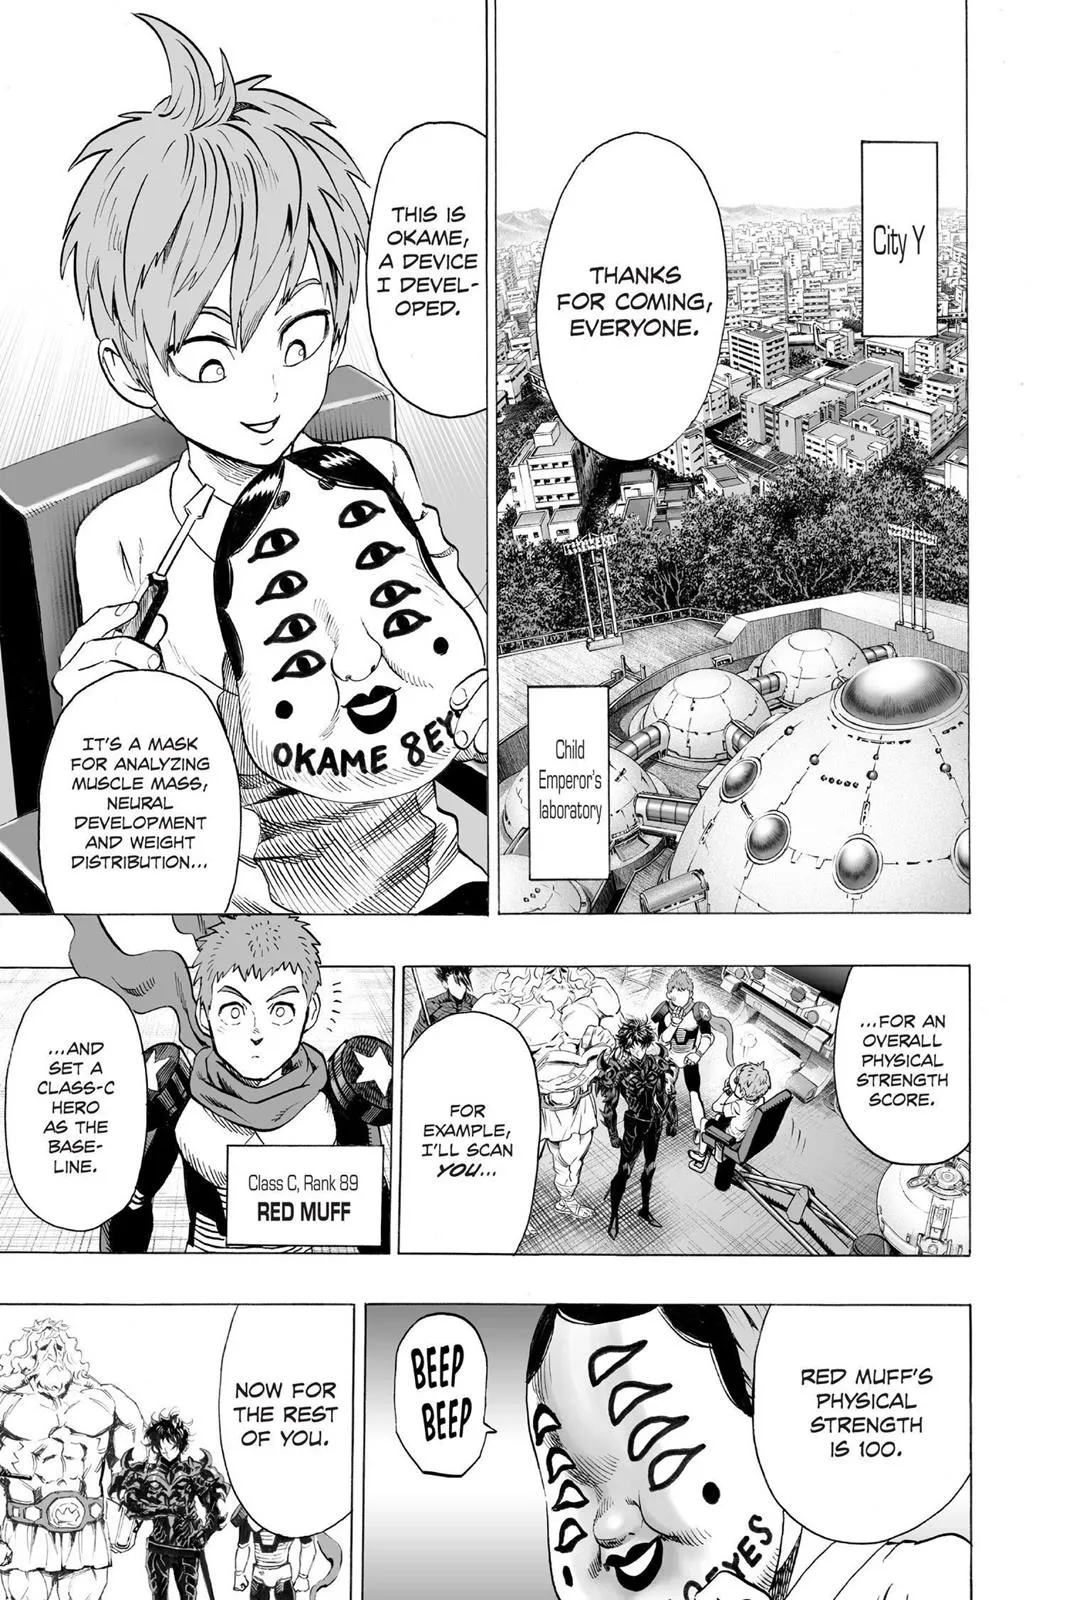 City Y
THANKS
FOR COMING,
EVERYONE.
Child
Emperor's
laboratory
THIS IS
OKAME,
A DEVICE
I DEVEL-
OPED.
OKAME 8EY
IT'S A MASK
FOR ANALYZING
MUSCLE MASS,
NEURAL
DEVELOPMENT
AND WEIGHT
DISTRIBUTION...
...FOR AN
OVERALL
PHYSICAL
STRENGTH
SCORE.
FOR
EXAMPLE,
I'LL SCAN
YOU...
...AND
SET A
CLASS-C
HERO
AS THE
BASE-
LINE.
Class C, Rank 89
RED MUFF
RED MUFF'S
PHYSICAL
STRENGTH
IS 100.
BEEP
BEEP
8-EYES
NOW FOR
THE REST
OF YOU.